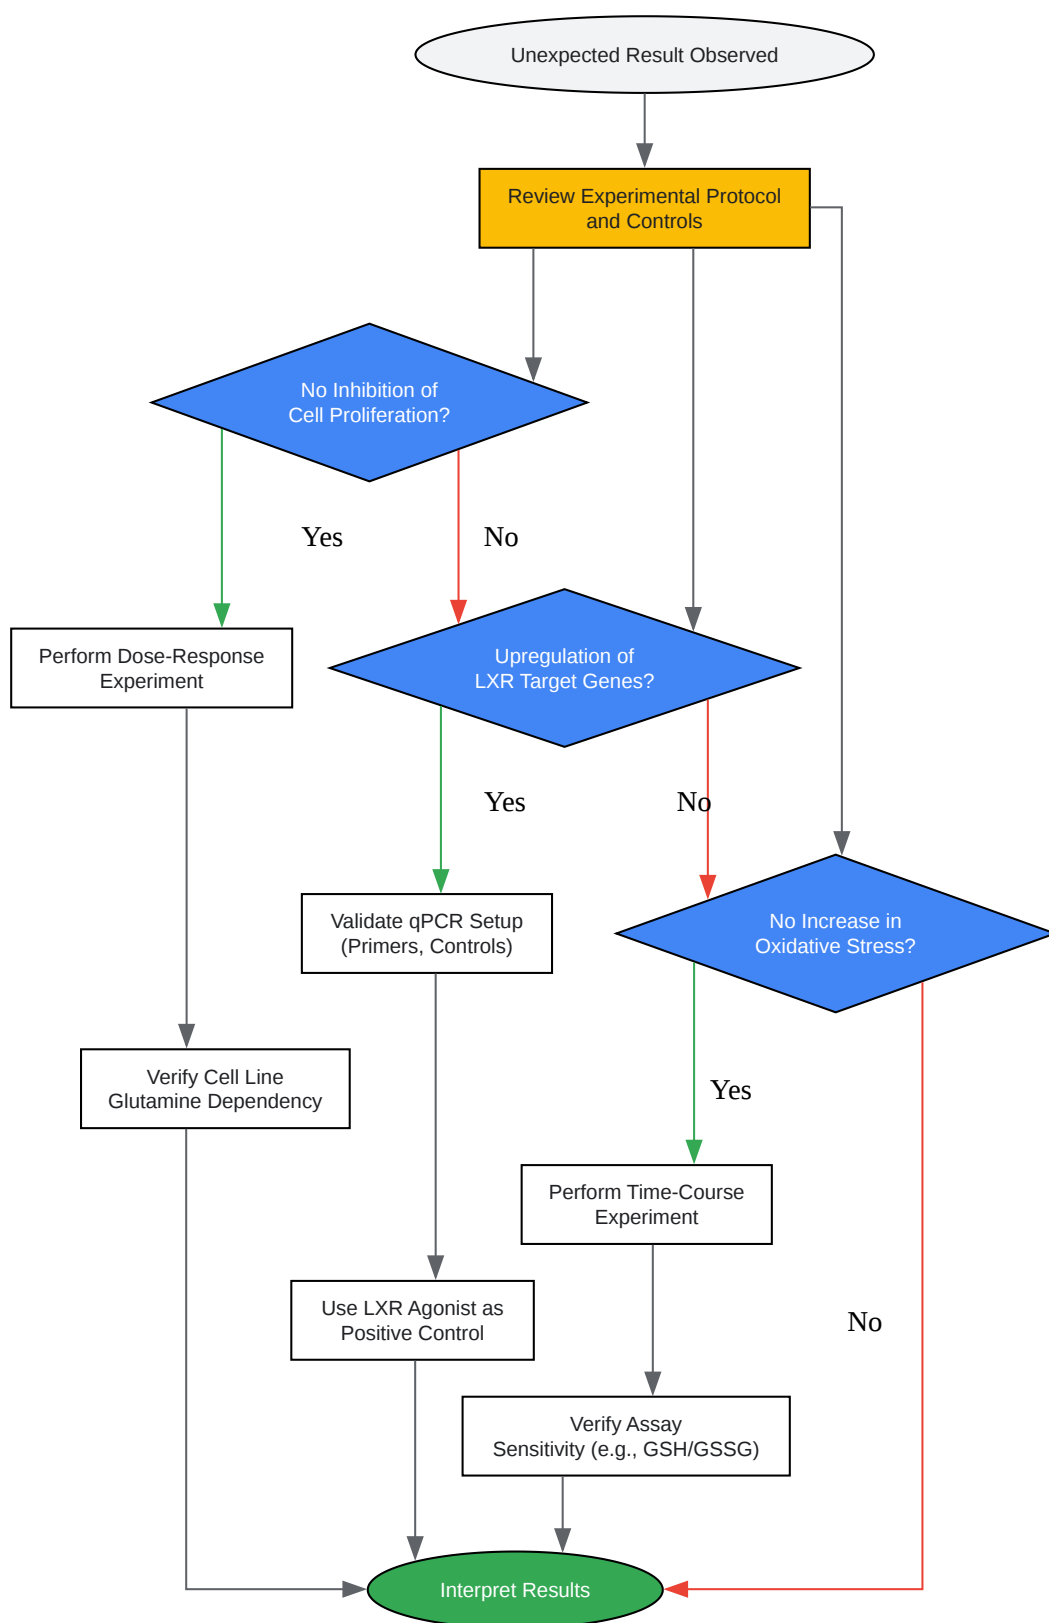 Unexpected Result Observed
Review Experimental Protocol
and Controls
No Inhibition of
Cell Proliferation?
Yes
No
Perform Dose-Response
Experiment
Upregulation of
LXR Target Genes?
Yes
No
Validate qPCR Setup
(Primers, Controls)
No Increase in
Oxidative Stress?
Verify Cell Line
Glutamine Dependency
Yes
Perform Time-Course
Experiment
Use LXR Agonist as
Positive Control
No
Verify Assay
Sensitivity (e.g., GSH/GSSG)
Interpret Results